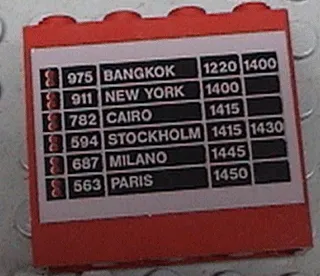 975 BANGKOK 1220 1400
911 NEW YORK 1400
782 CAIRO 1415
594 STOCKHOLM 1415 1430
687 MILANO 1445
563 PARIS 1450